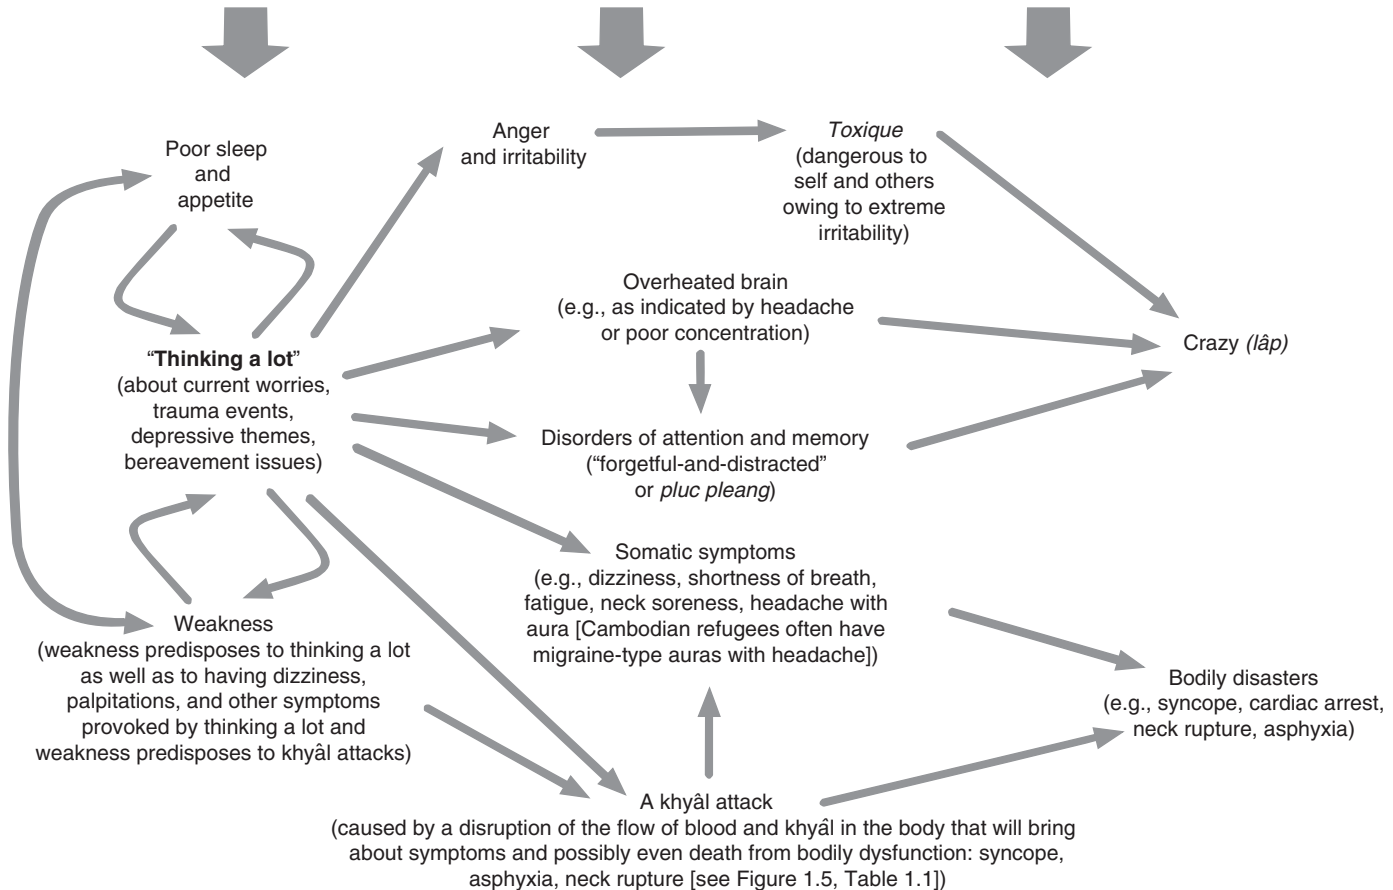 Poor sleep
and
appetite
Anger
and irritability
Toxique
(dangerous to
self and others
owing to extreme
irritability)
Overheated brain
(e.g., as indicated by headache
or poor concentration)
Crazy (lâp)
“Thinking a lot”
(about current worries,
trauma events,
depressive themes,
bereavement issues)
Disorders of attention and memory
(“forgetful-and-distracted”
or pluc pleang)
Somatic symptoms
(e.g., dizziness, shortness of breath,
fatigue, neck soreness, headache with
aura [Cambodian refugees often have
migraine-type auras with headache])
Weakness
(weakness predisposes to thinking a lot
as well as to having dizziness,
palpitations, and other symptoms
provoked by thinking a lot and
weakness predisposes to khyâl attacks)
Bodily disasters
(e.g., syncope, cardiac arrest,
neck rupture, asphyxia)
A khyâl attack
(caused by a disruption of the flow of blood and khyâl in the body that will bring
about symptoms and possibly even death from bodily dysfunction: syncope,
asphyxia, neck rupture [see Figure 1.5, Table 1.1])